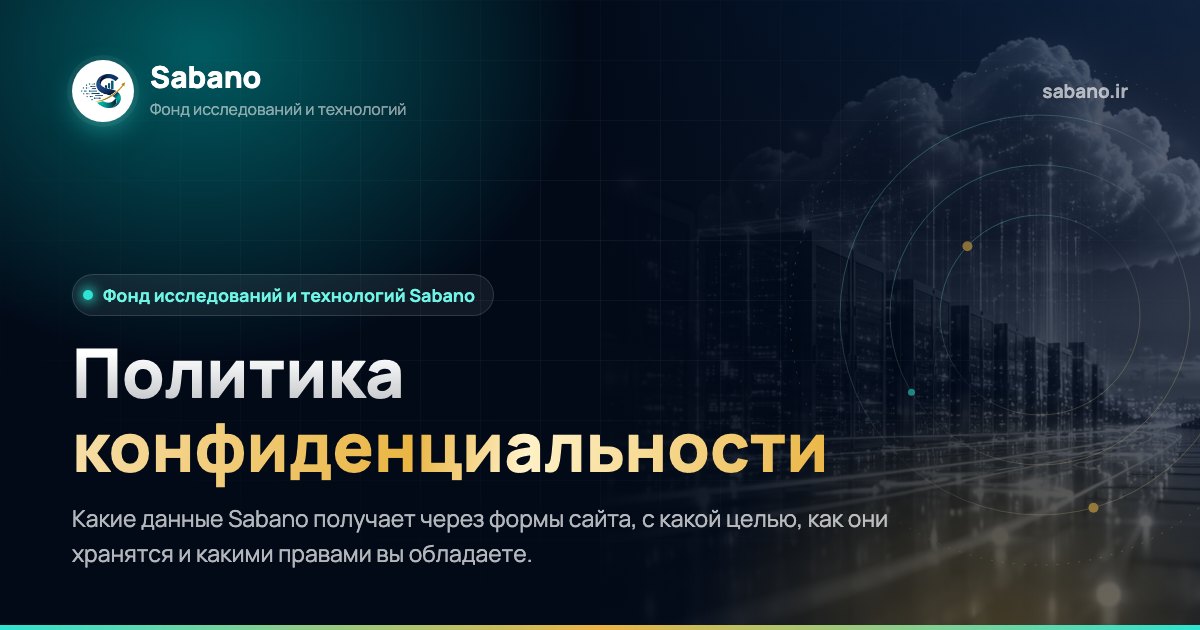 Sabano
Фонд исследований и технологий
sabano.ir
Фонд исследований и технологий Sabano
Политика
конфиденциальности
Какие данные Sabano получает через формы сайта, с какой целью, как они
хранятся и какими правами вы обладаете.